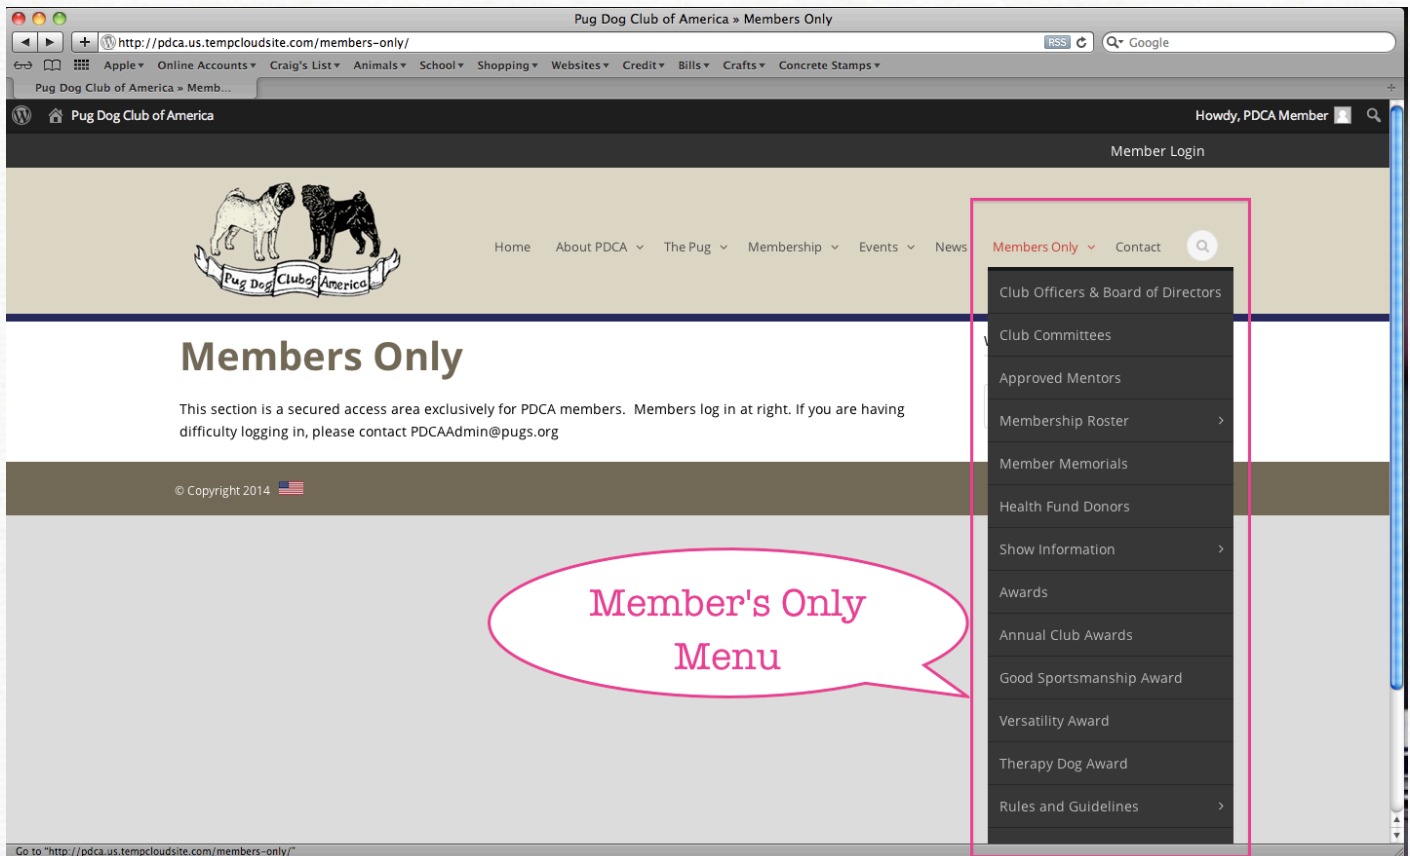 Pug Dog Club of America » Members Only
http://pdca.us.tempcloudsite.com/members-only/
RSS
Google
Apple Online Accounts Craig's List Animals School Shopping Websites Credit Bills Crafts Concrete Stamps
Pug Dog Club of America » Memb...
Pug Dog Club of America
Howdy, PDCA Member
Member Login
Pug Dog Club of America
Home About PDCA The Pug Membership Events News Members Only Contact
Club Officers & Board of Directors
Club Committees
Approved Mentors
Membership Roster
Member Memorials
Health Fund Donors
Show Information
Awards
Annual Club Awards
Good Sportsmanship Award
Versatility Award
Therapy Dog Award
Rules and Guidelines
Members Only
This section is a secured access area exclusively for PDCA members. Members log in at right. If you are having
difficulty logging in, please contact PDCAAdmin@pugs.org
© Copyright 2014
Member's Only
Menu
Go to "http://pdca.us.tempcloudsite.com/members-only/"